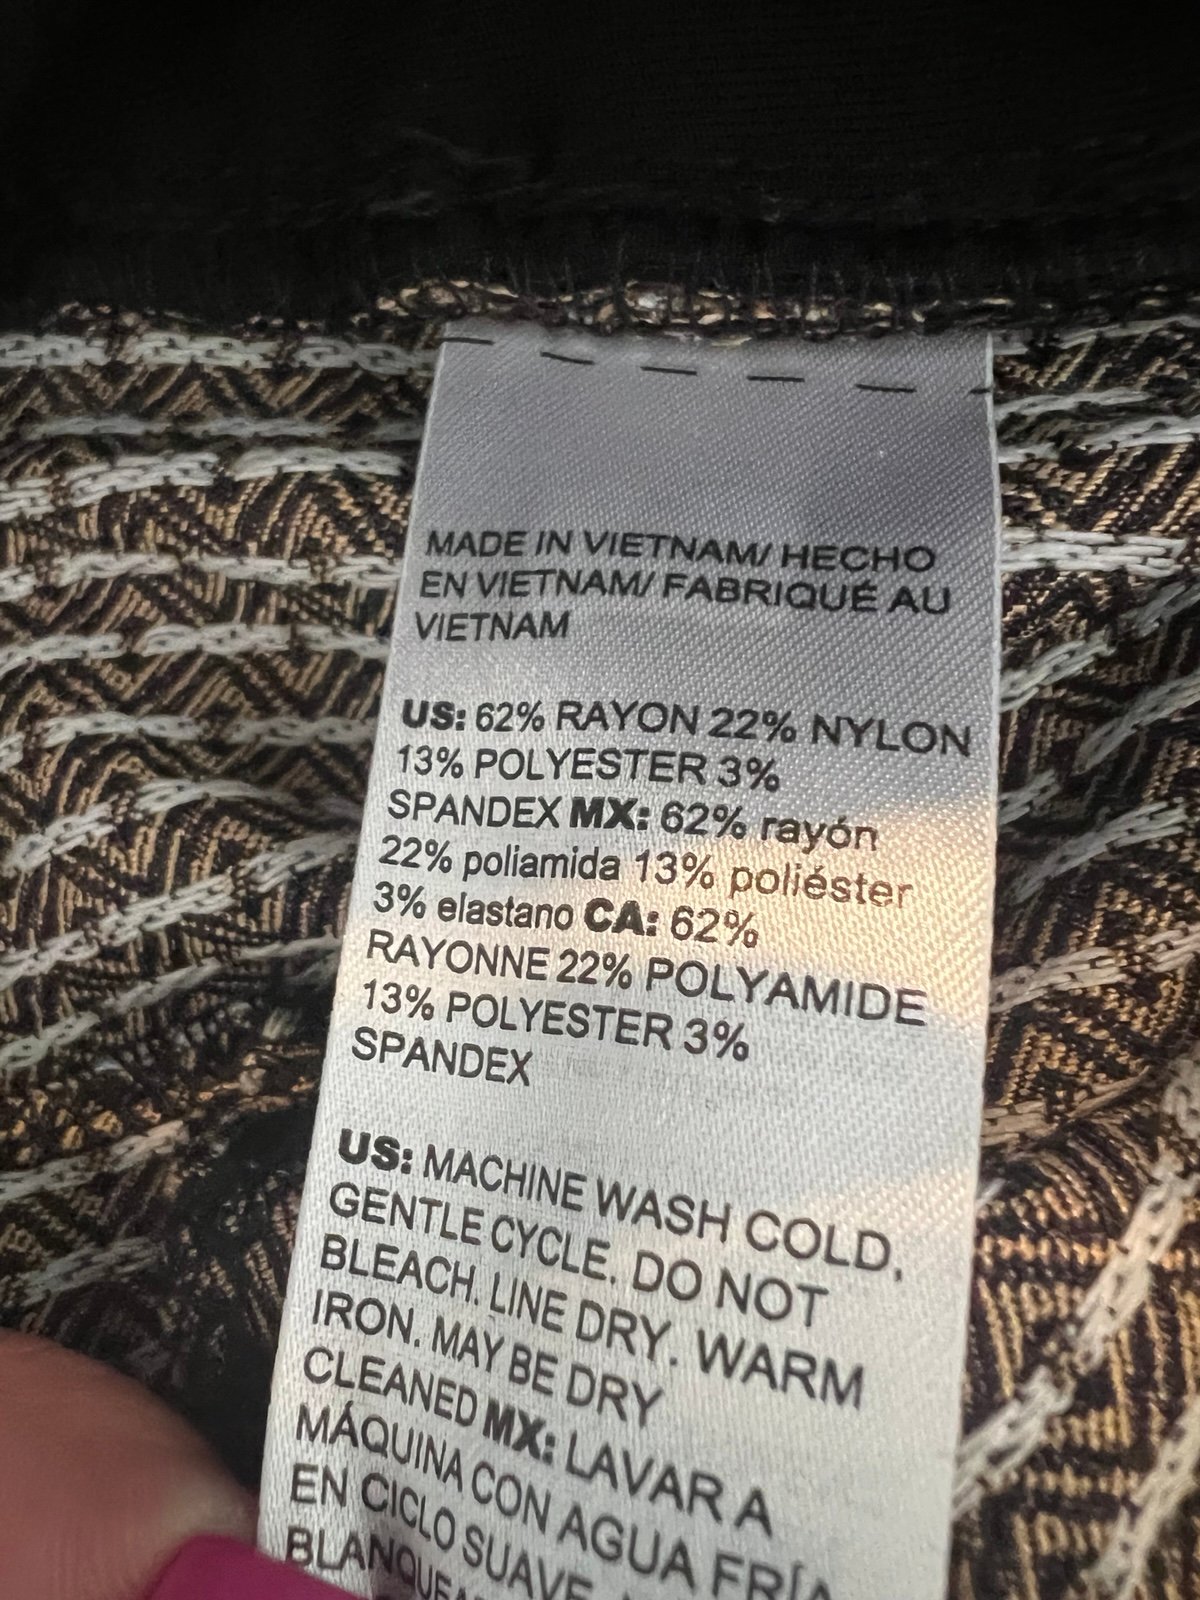 MADE IN VIETNAM/ HECHO
EN VIETNAM/ FABRIQUÉ AU
VIETNAM
US: 62% RAYON 22% NYLON
13% POLYESTER 3%
SPANDEX MX: 62% rayón
22% poliamida 13% poliéster
3% elastano CA: 62%
RAYONNE 22% POLYAMIDE
13% POLYESTER 3%
SPANDEX
US: MACHINE WASH COLD,
GENTLE CYCLE. DO NOT
BLEACH. LINE DRY. WARM
IRON. MAY BE DRY
CLEANED MX: LAVAR A
MÁQUINA CON AGUA FRÍA
EN CICLO SUAVE.